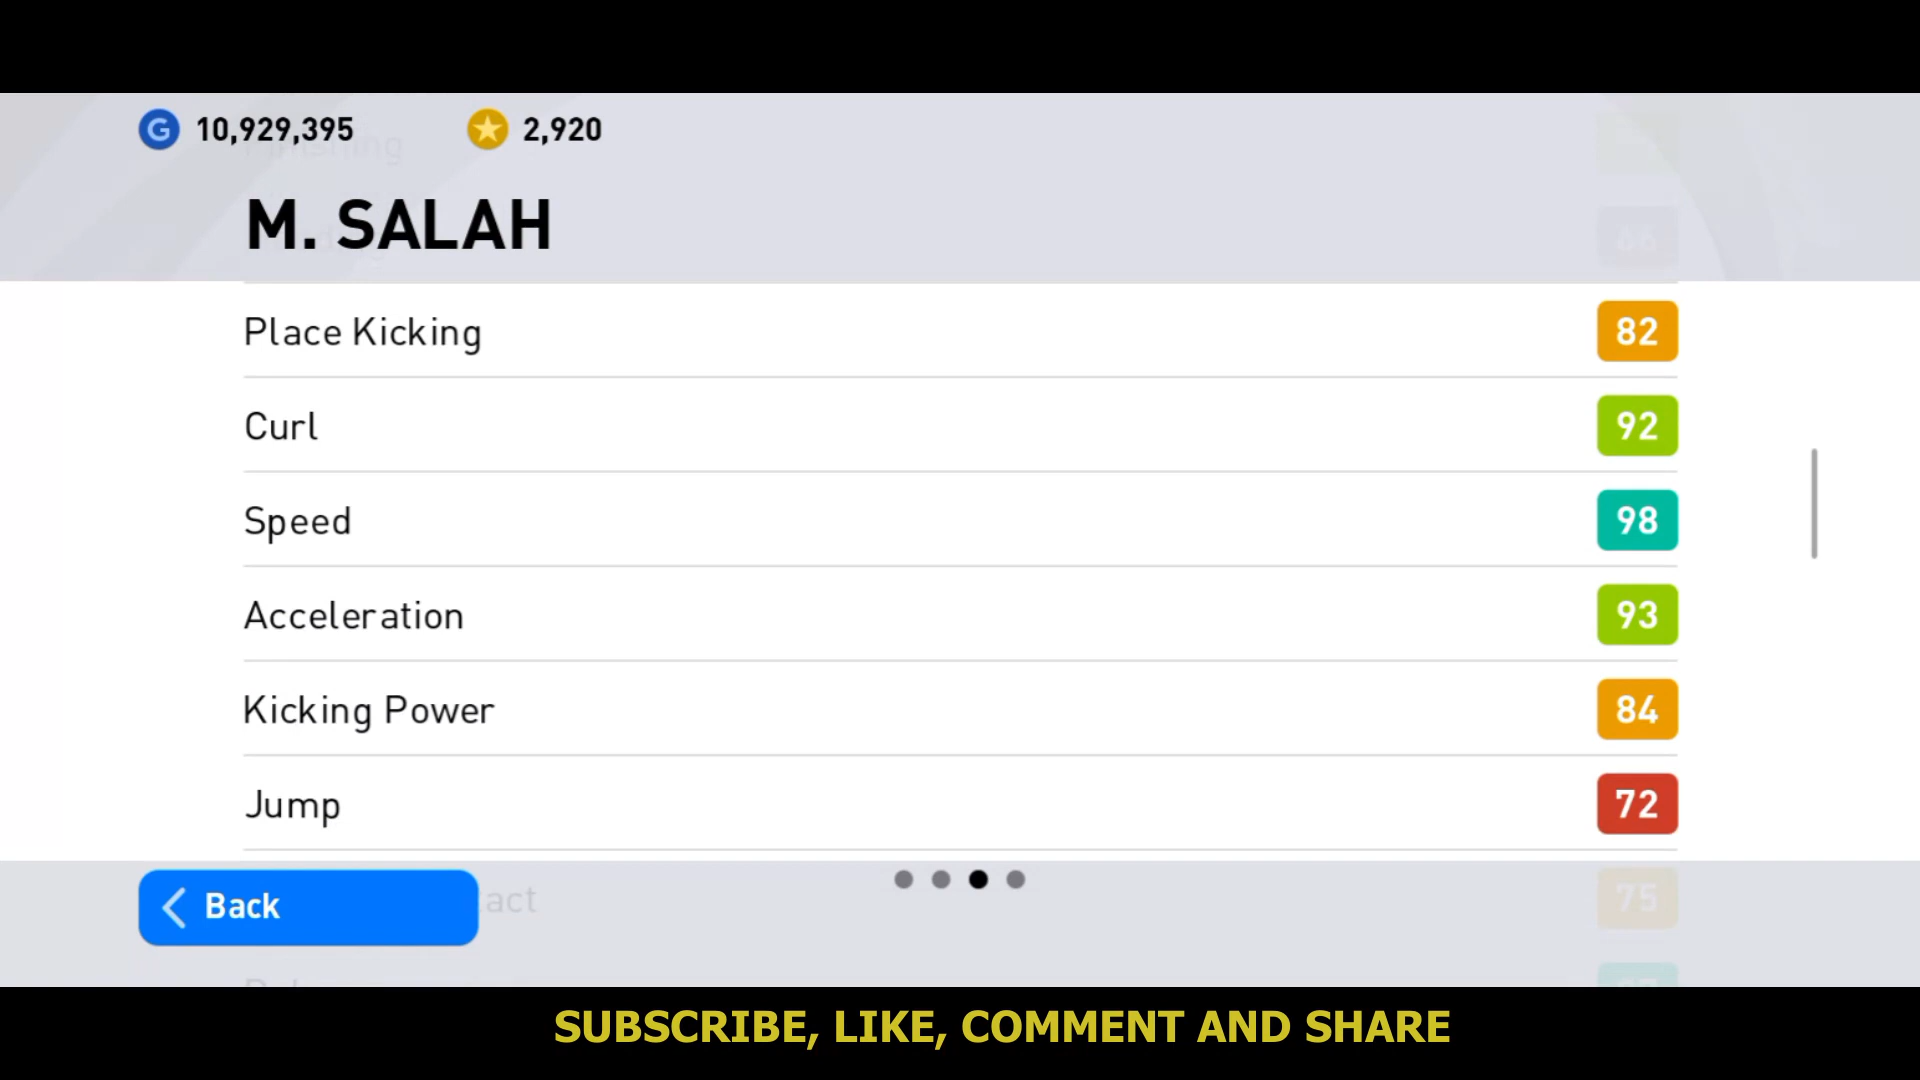 G 10,929,395 2,920
Finishing
M. SALAH
Place Kicking 82
Curl 92
Speed 98
Acceleration 93
Kicking Power 84
Jump 72
Back act 75
SUBSCRIBE, LIKE, COMMENT AND SHARE